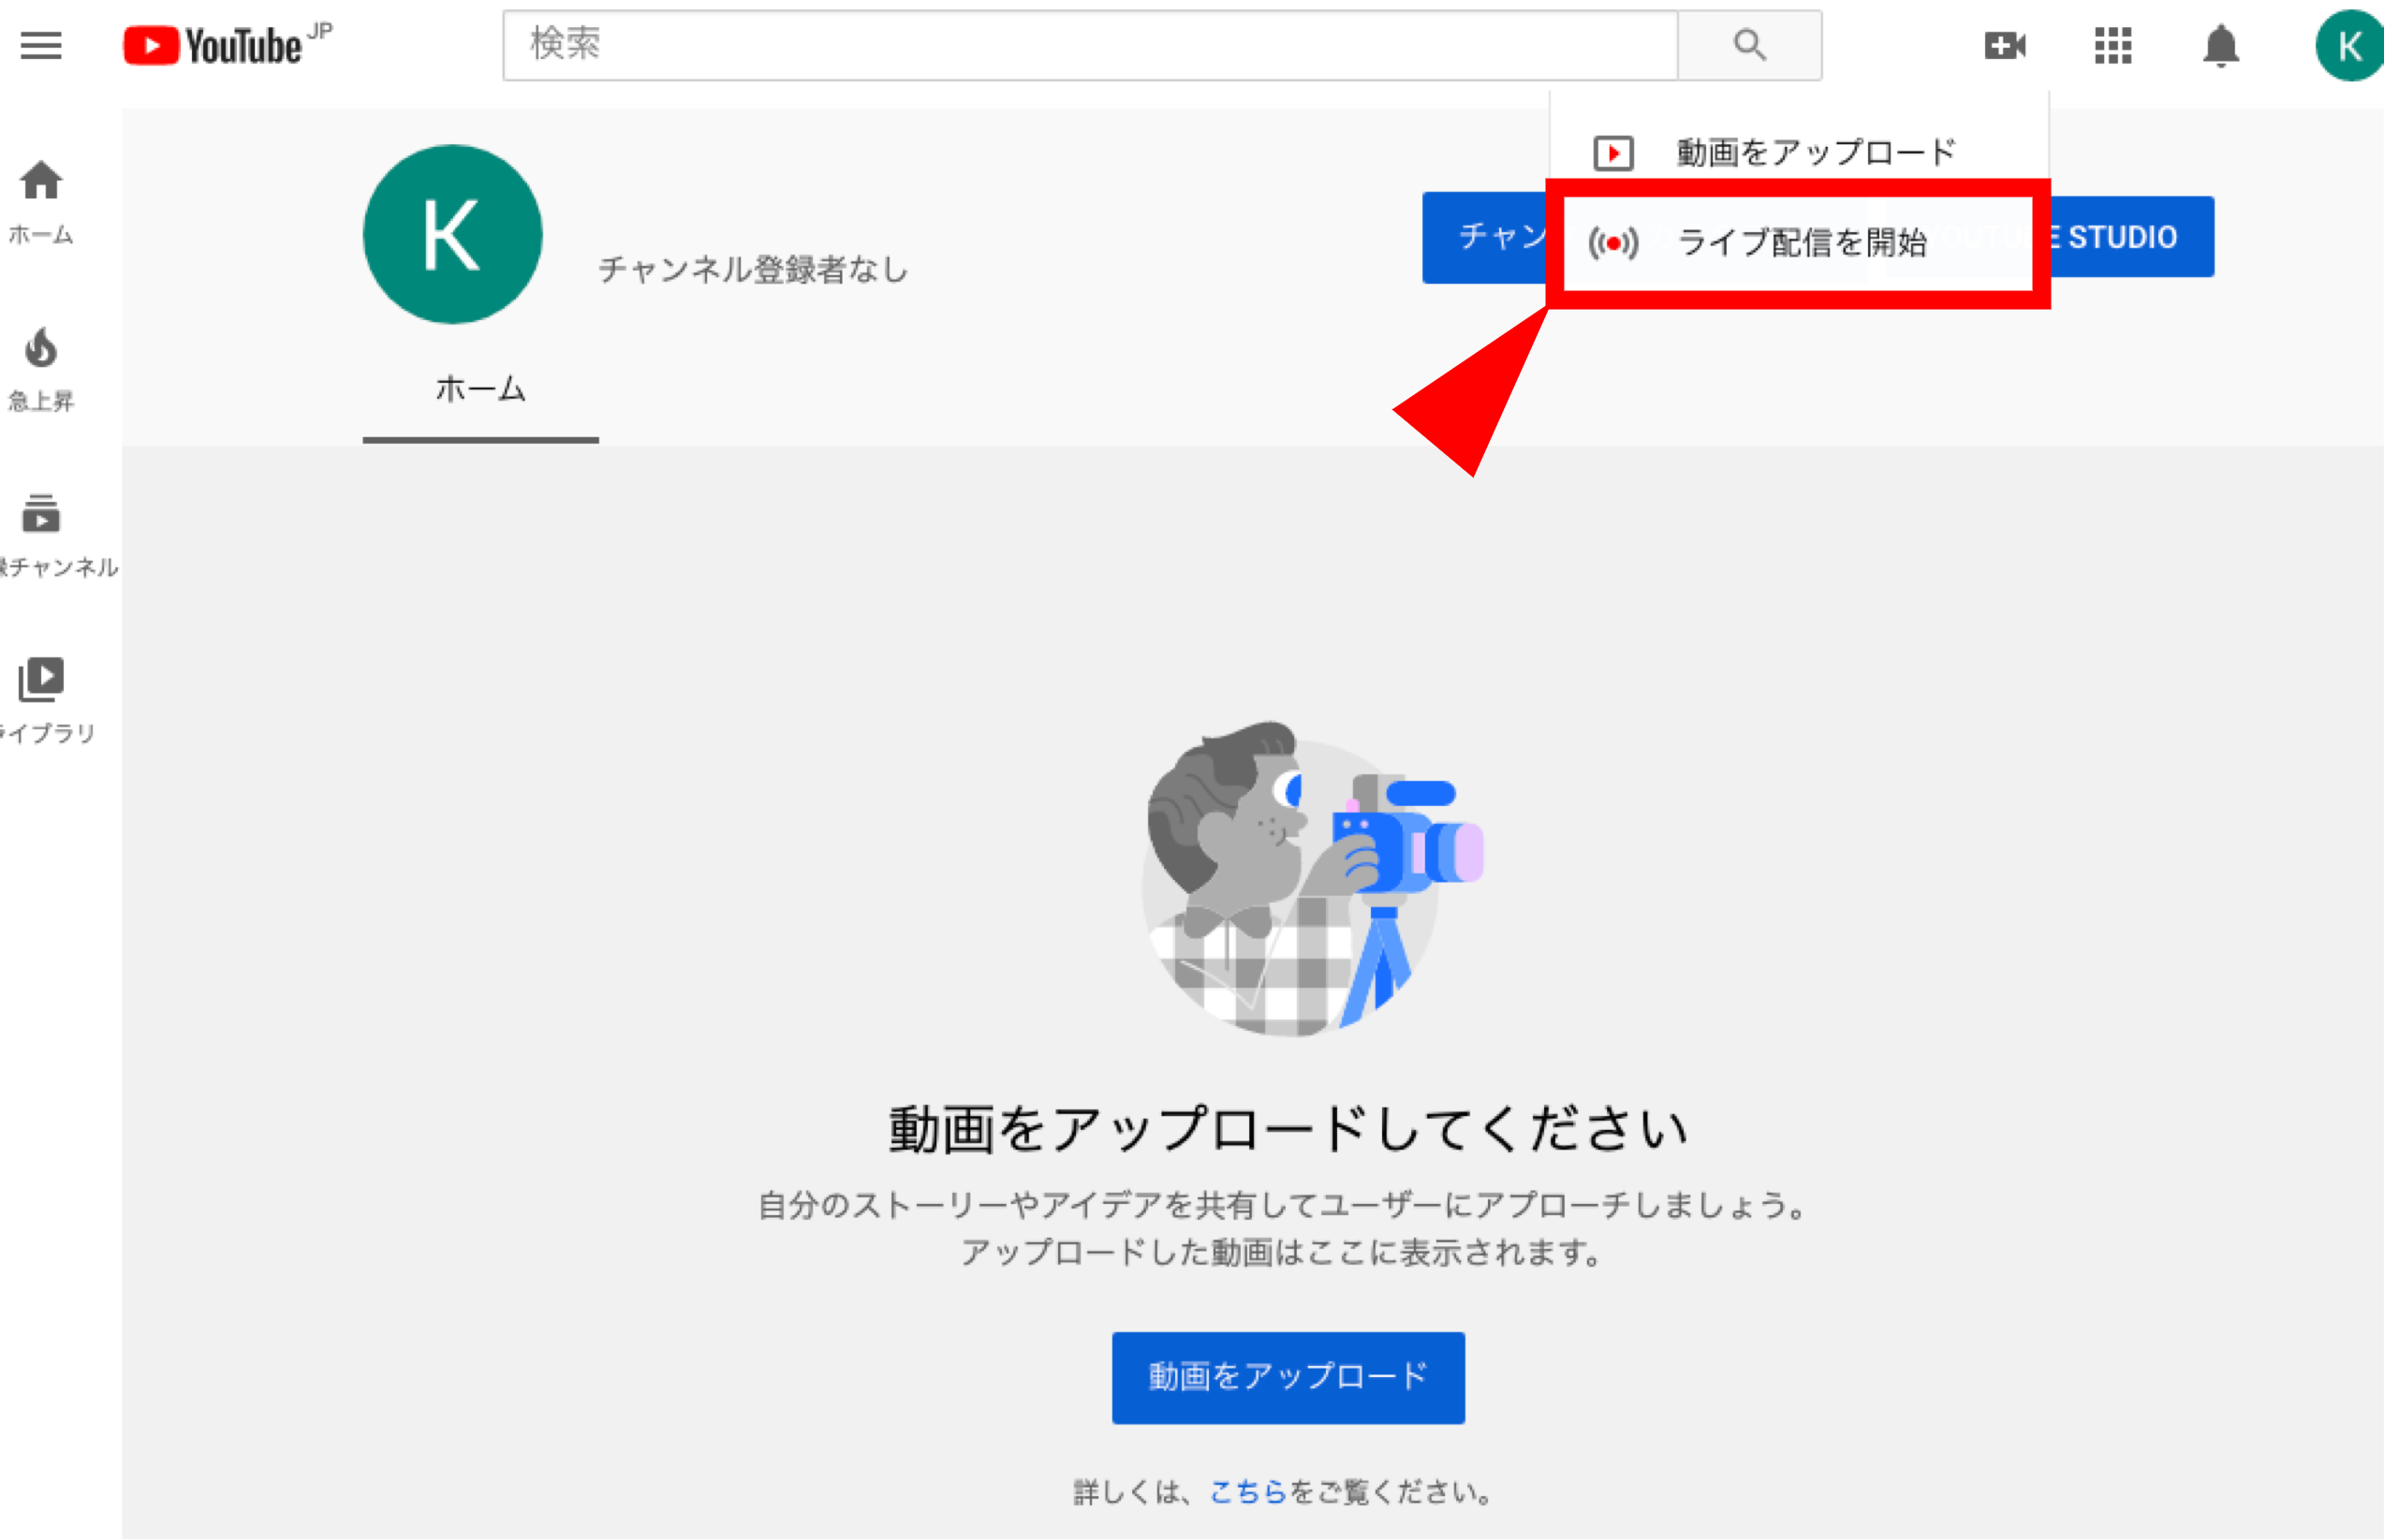 YouTube JP
検索
K
動画をアップロード
ライブ配信を開始
チャン
STUDIO
K
チャンネル登録者なし
ホーム
ホーム
急上昇
チャンネル
イブラリ
動画をアップロードしてください
自分のストーリーやアイデアを共有してユーザーにアプローチしましょう。
アップロードした動画はここに表示されます。
動画をアップロード
詳しくは、こちらをご覧ください。